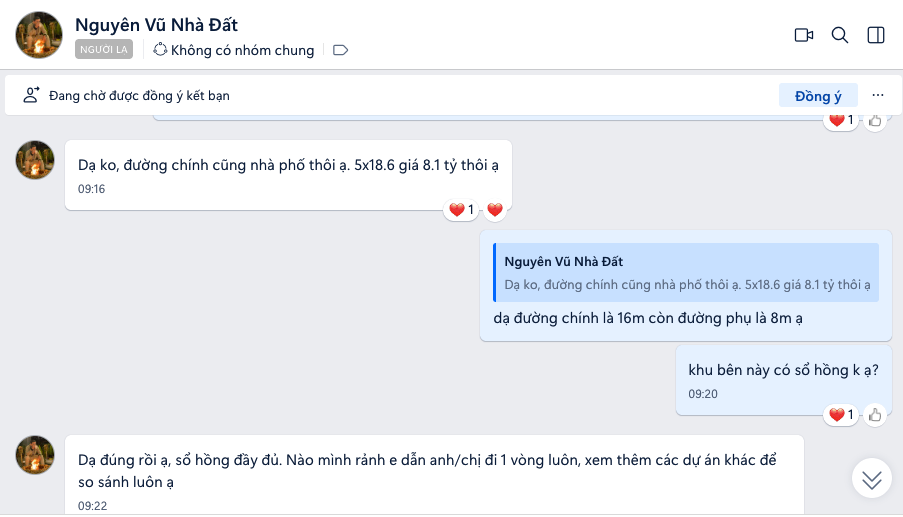 Nguyên Vũ Nhà Đất
NGƯỜI LẠ
Không có nhóm chung
Đang chờ được đồng ý kết bạn
Đồng ý
1
Dạ ko, đường chính cũng nhà phố thôi ạ. 5x18.6 giá 8.1 tỷ thôi ạ
09:16
1
Nguyên Vũ Nhà Đất
Dạ ko, đường chính cũng nhà phố thôi ạ. 5x18.6 giá 8.1 tỷ thôi ạ
dạ đường chính là 16m còn đường phụ là 8m ạ
khu bên này có sổ hồng k ạ?
09:20
1
Dạ đúng rồi ạ, sổ hồng đầy đủ. Nào mình rảnh e dẫn anh/chị đi 1 vòng luôn, xem thêm các dự án khác để
so sánh luôn ạ
09:22